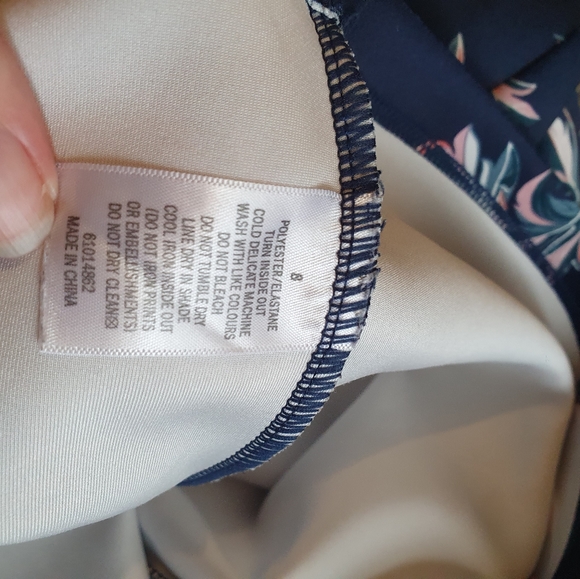 8
POLYESTER/ELASTANE
TURN INSIDE OUT
COLD DELICATE MACHINE
WASH WITH LIKE COLOURS
DO NOT BLEACH
DO NOT TUMBLE DRY
LINE DRY IN SHADE
COOL IRON INSIDE OUT
(DO NOT IRON PRINTS
OR EMBELLISHMENTS)
DO NOT DRY CLEAN
61014862
MADE IN CHINA